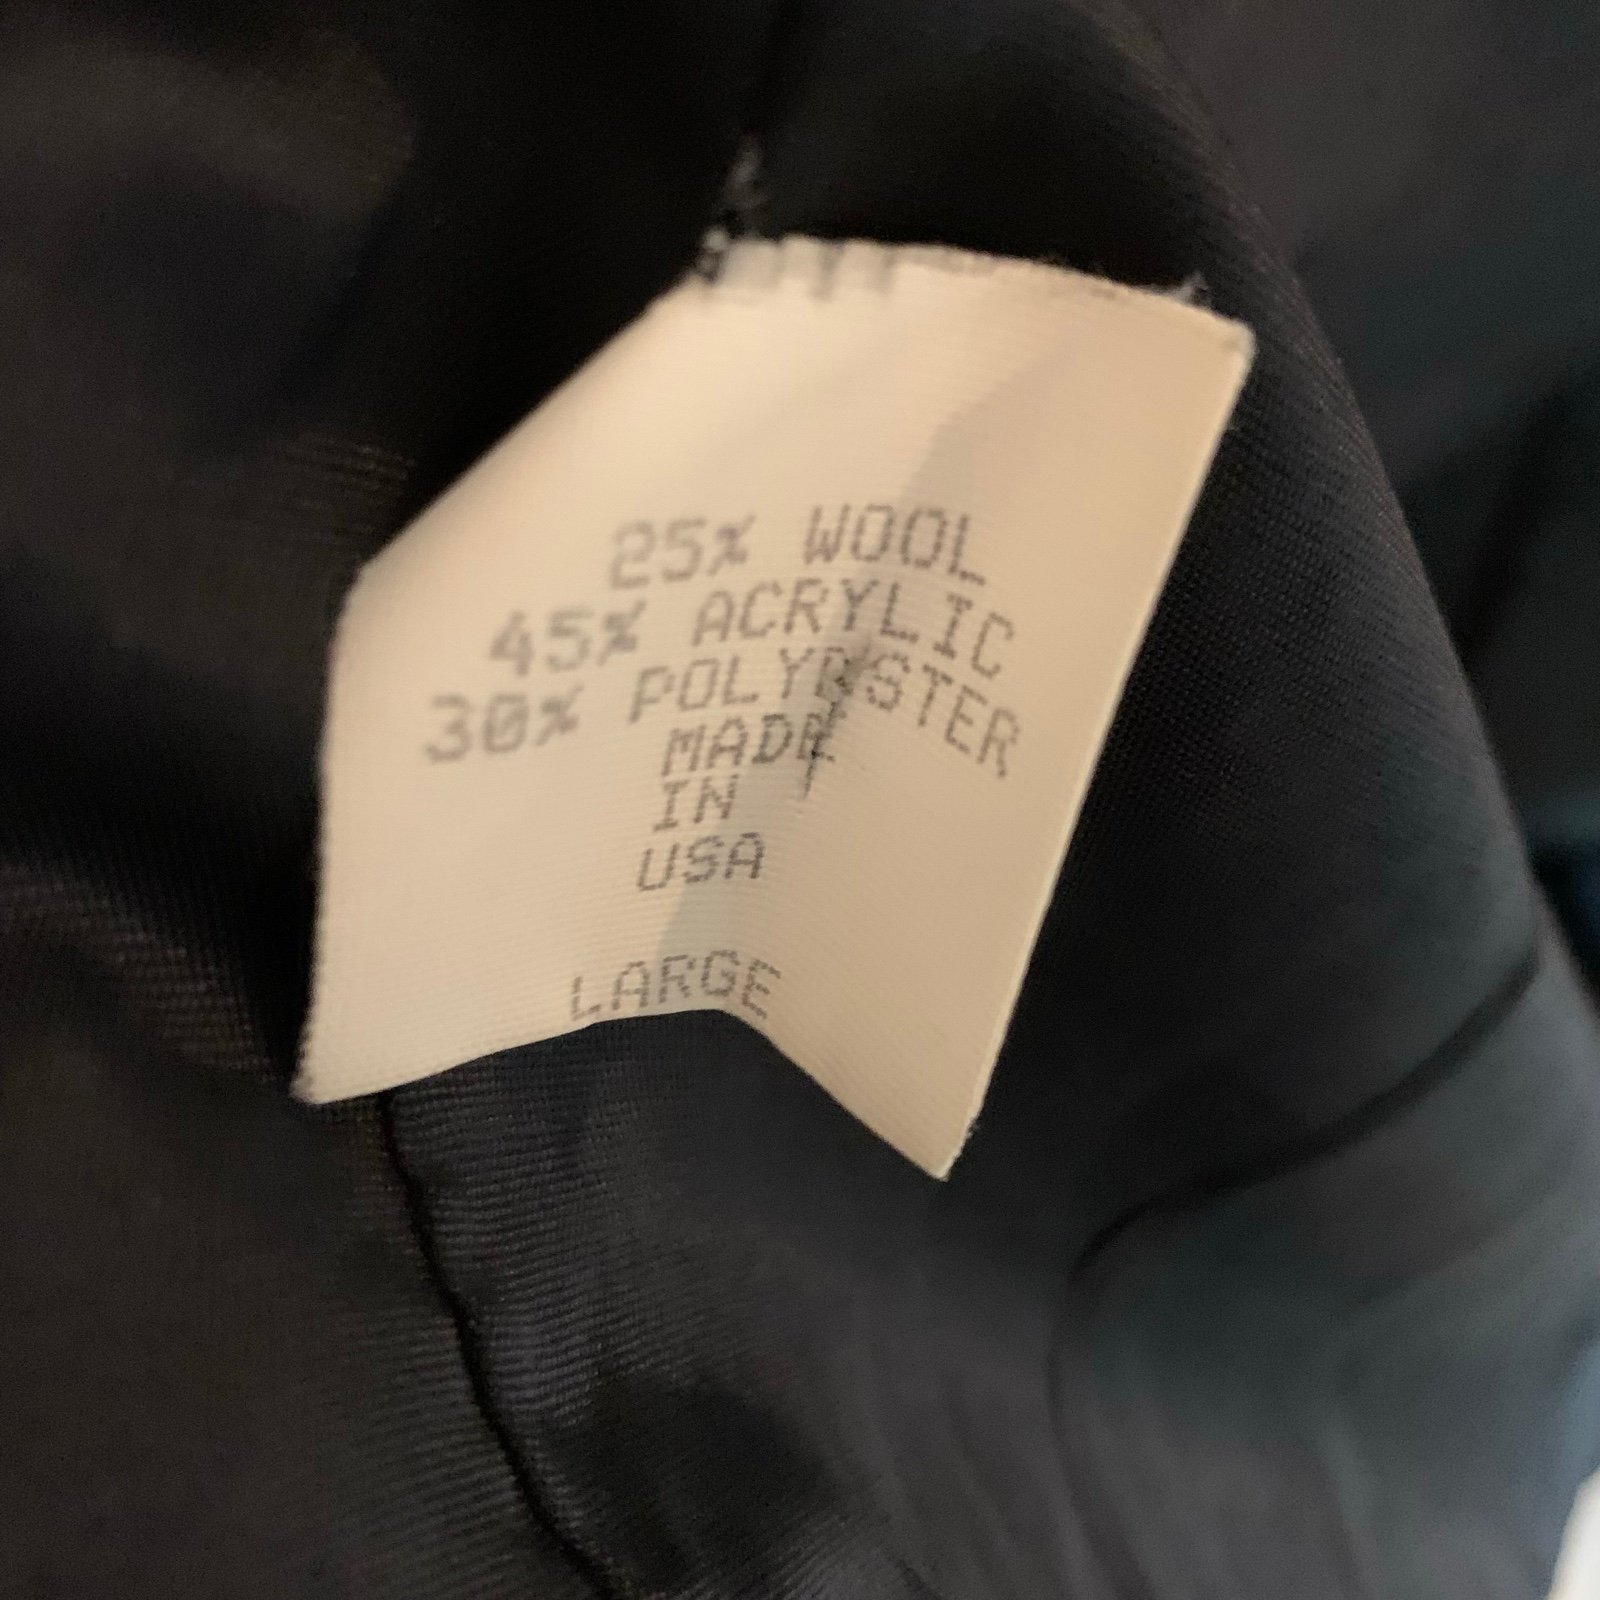 25% WOOL
45% ACRYLIC
30% POLYESTER
MADE
IN
USA
LARGE